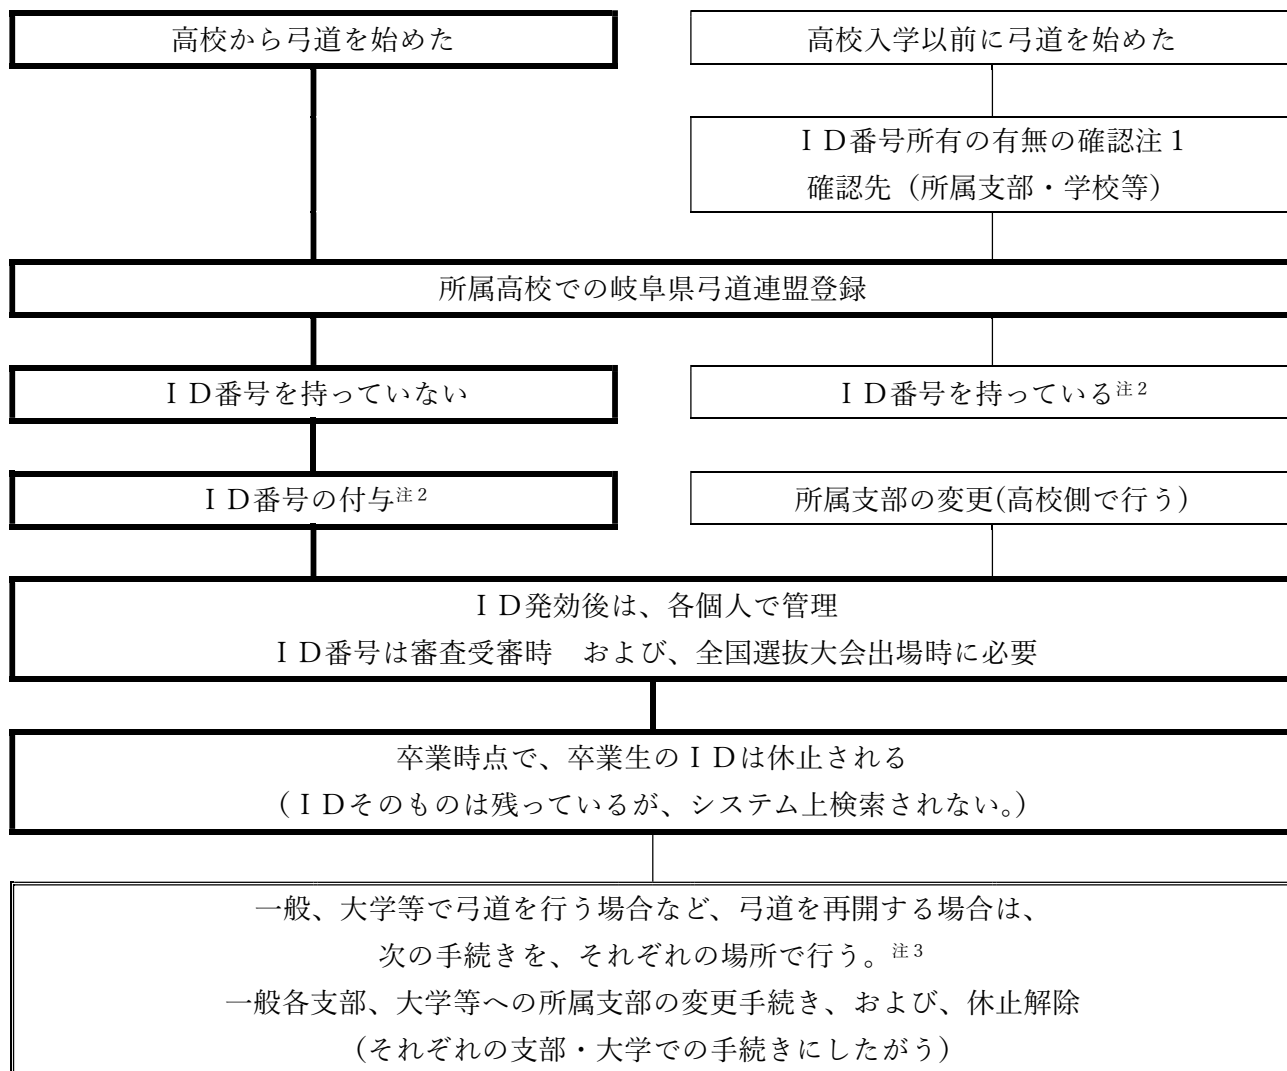 高校から弓道を始めた
高校入学以前に弓道を始めた
ＩＤ番号所有の有無の確認注１
確認先（所属支部・学校等）
所属高校での岐阜県弓道連盟登録
ＩＤ番号を持っていない
ＩＤ番号を持っている注２
ＩＤ番号の付与注２
所属支部の変更(高校側で行う)
ＩＤ発効後は、各個人で管理
ＩＤ番号は審査受審時　および、全国選抜大会出場時に必要
卒業時点で、卒業生のＩＤは休止される
（ＩＤそのものは残っているが、システム上検索されない。）
一般、大学等で弓道を行う場合など、弓道を再開する場合は、
次の手続きを、それぞれの場所で行う。注３
一般各支部、大学等への所属支部の変更手続き、および、休止解除
（それぞれの支部・大学での手続きにしたがう）